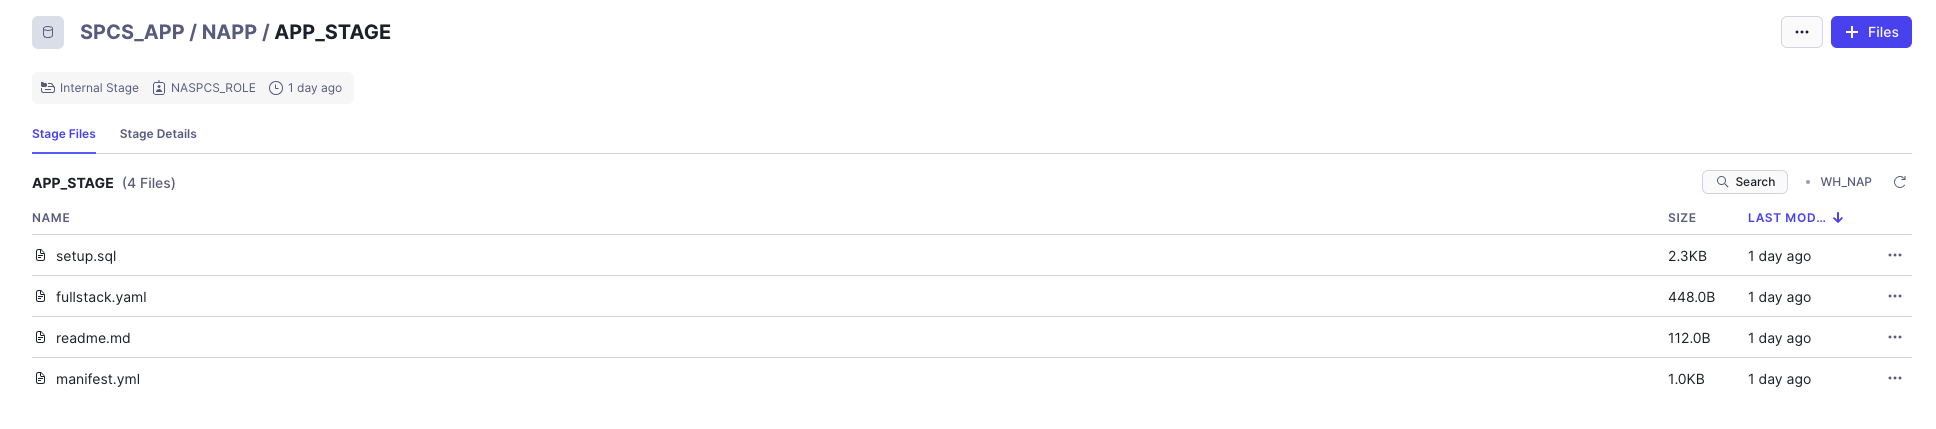 SPCS_APP / NAPP / APP_STAGE
Files
Internal Stage NASPCS_ROLE 1 day ago
Stage Files Stage Details
APP_STAGE (4 Files)
Search WH_NAP
NAME SIZE LAST MOD...
setup.sql 2.3KB 1 day ago
fullstack.yaml 448.0B 1 day ago
readme.md 112.0B 1 day ago
manifest.yml 1.0KB 1 day ago